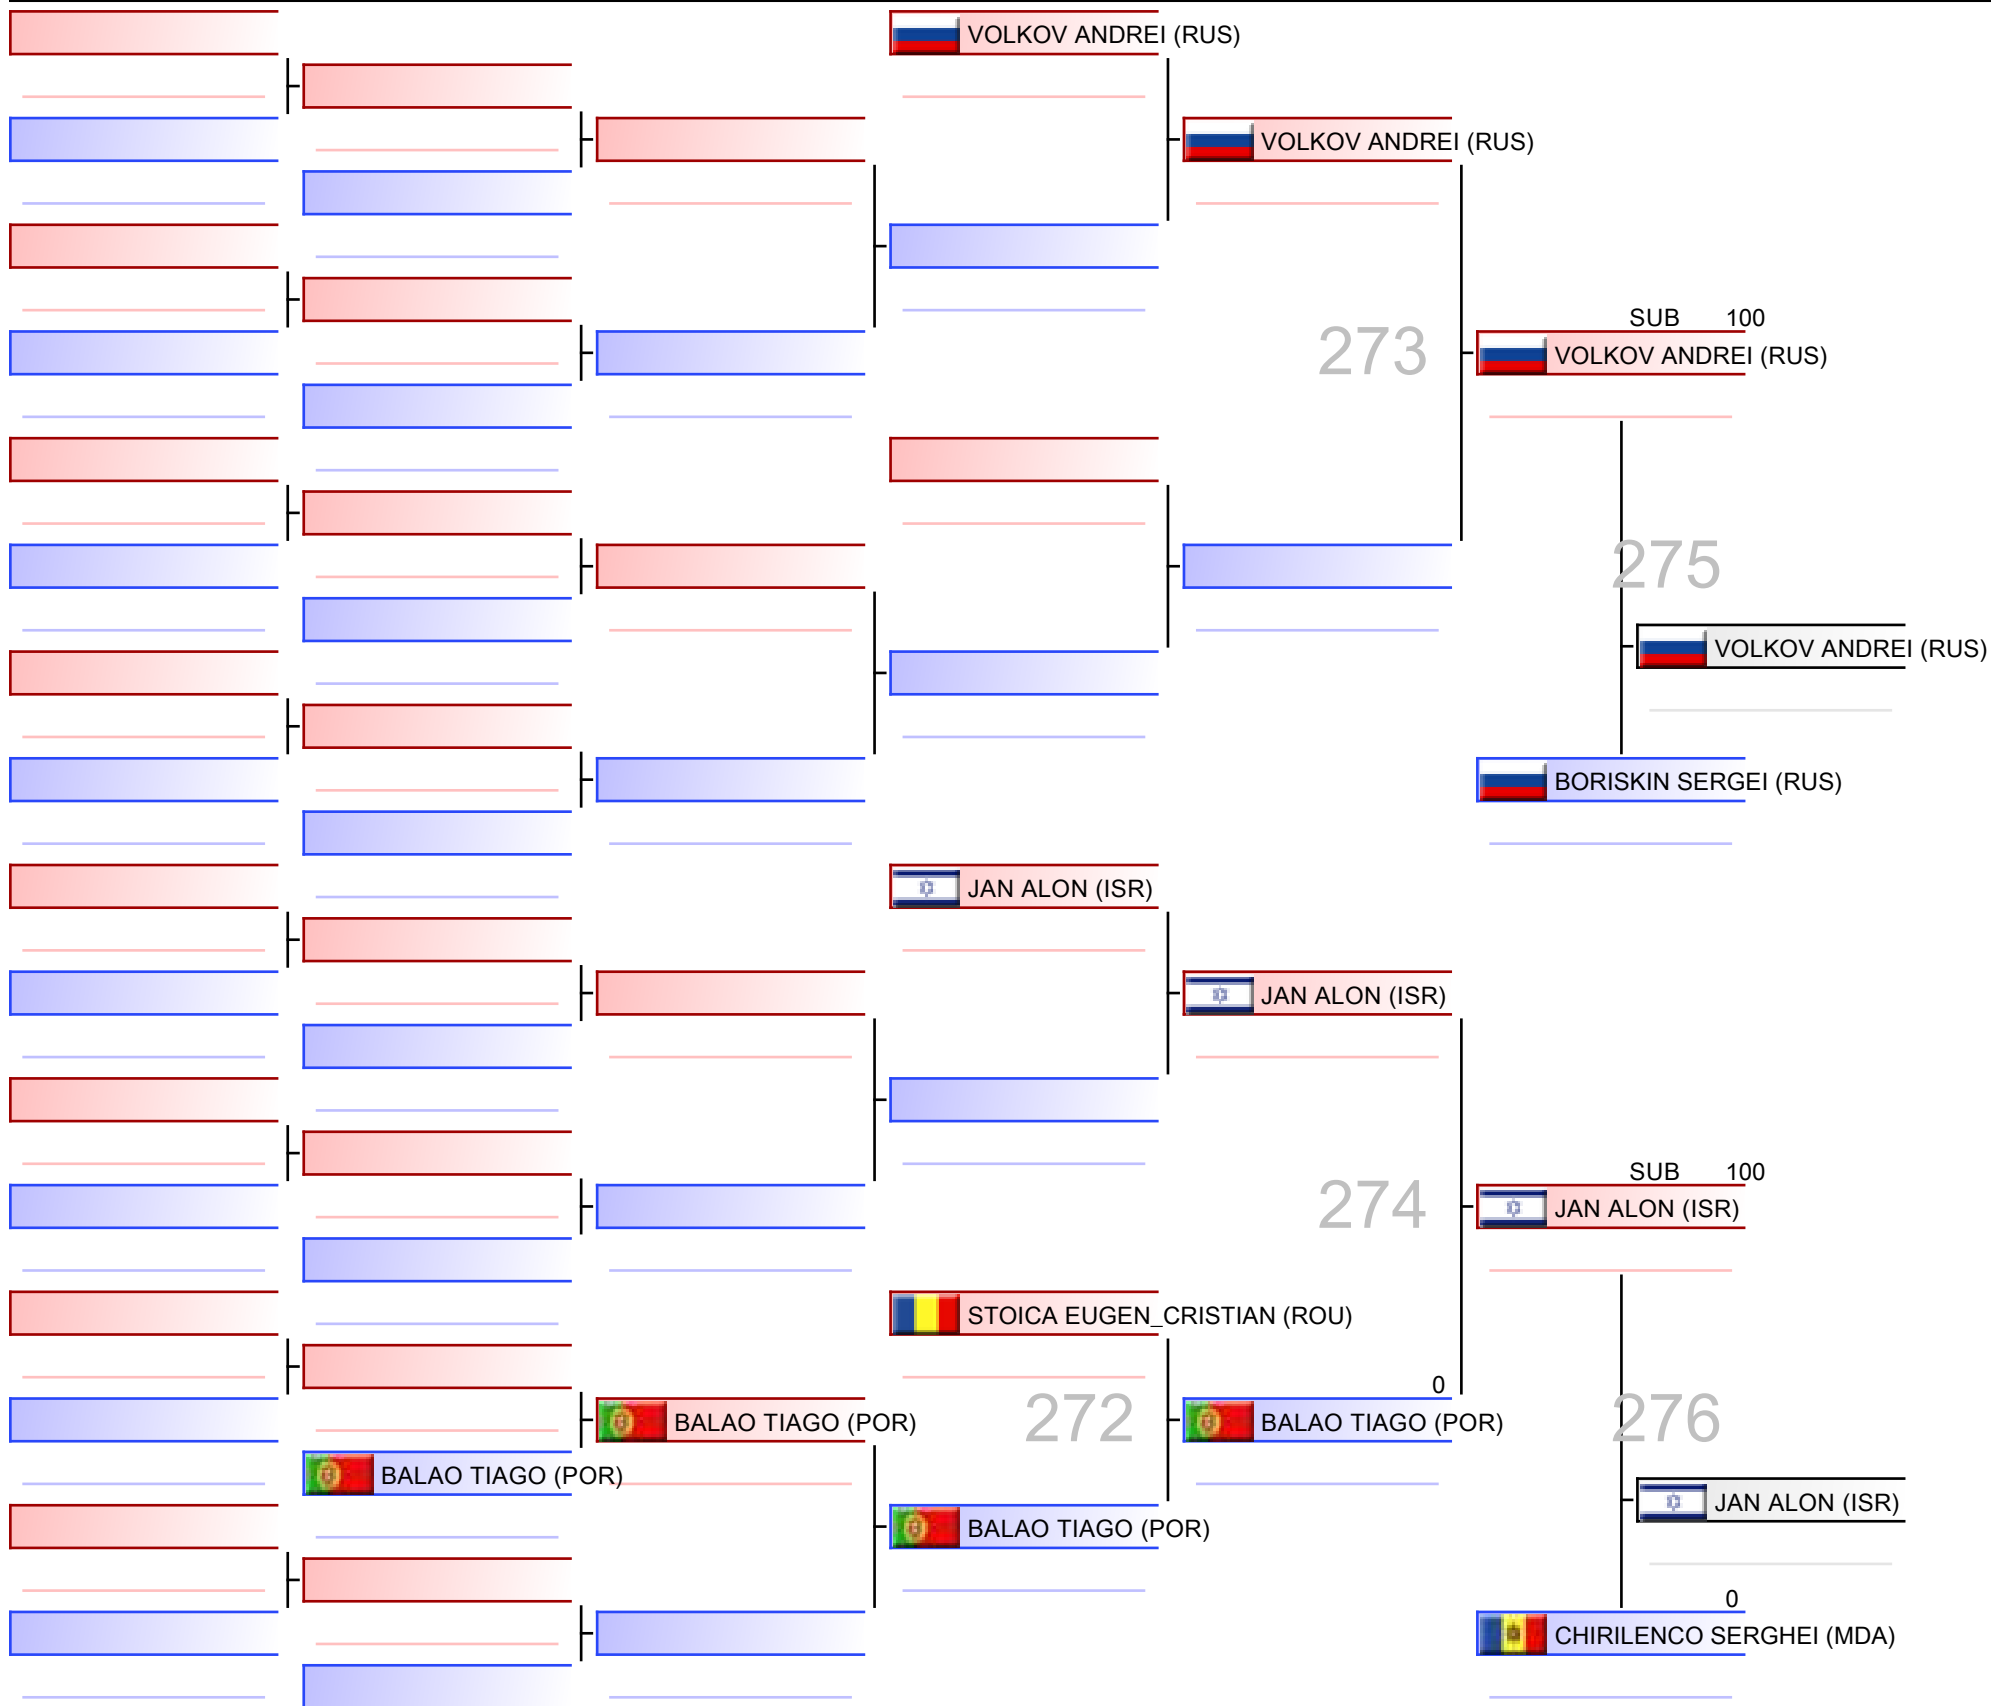 VOLKOV ANDREI (RUS)
VOLKOV ANDREI (RUS)
SUB 100
273
VOLKOV ANDREI (RUS)
275
VOLKOV ANDREI (RUS)
BORISKIN SERGEI (RUS)
JAN ALON (ISR)
JAN ALON (ISR)
SUB 100
274
JAN ALON (ISR)
STOICA EUGEN_CRISTIAN (ROU)
0
BALAO TIAGO (POR)
272
BALAO TIAGO (POR)
276
BALAO TIAGO (POR)
JAN ALON (ISR)
BALAO TIAGO (POR)
0
CHIRILENCO SERGHEI (MDA)